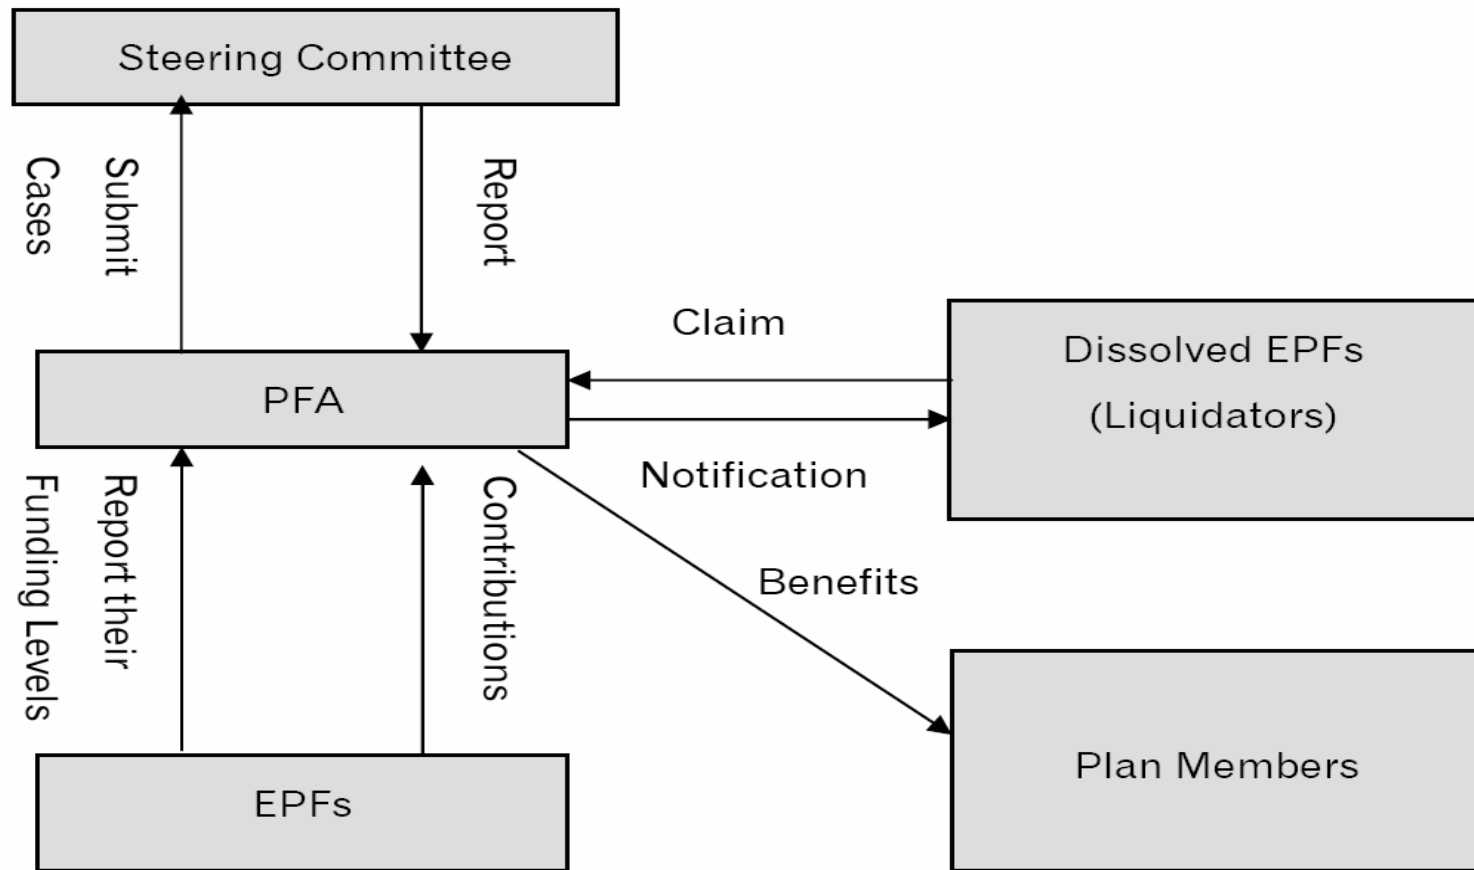 Steering Committee
Submit
Cases
Report
Claim
PFA
Dissolved EPFs
(Liquidators)
Notification
Report their
Funding Levels
Contributions
Benefits
Plan Members
EPFs